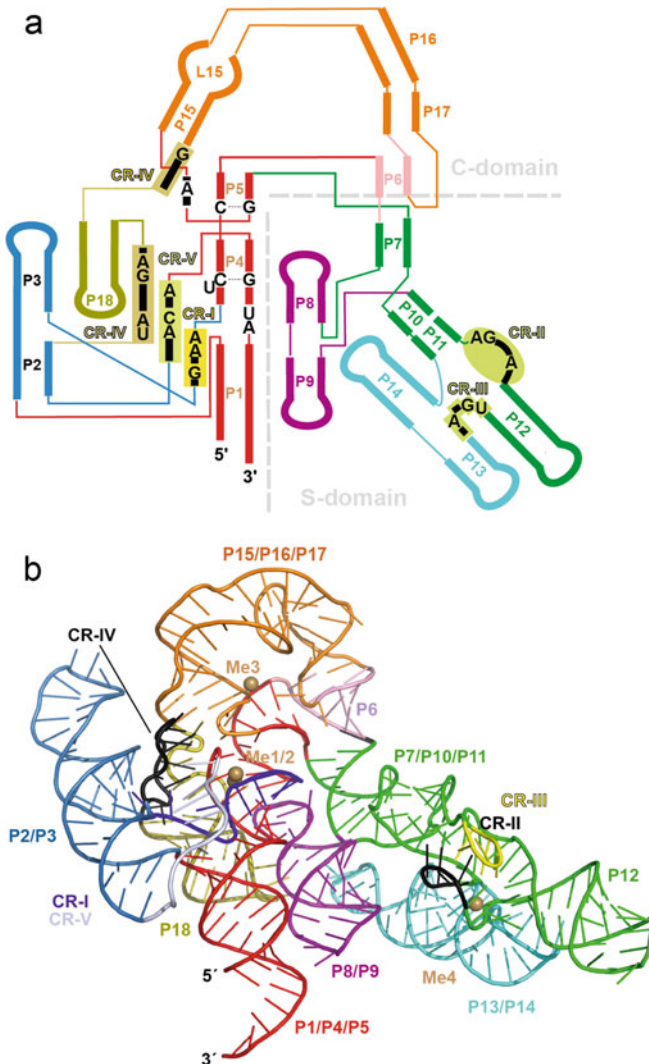 a
P16
L15
P15
P17
G
CR-IV
A
P5
P6
C-domain
C
G
P7
P3
CR-V
P4
P18
AG
AU
A
CA
U
C
G
CR-I
AAG
UA
P8
P10
P11
AG
A
CR-II
CR-IV
P2
P9
P14
CR-III
A
G
U
P12
P1
P13
5'
3'
S-domain
b
P15/P16/P17
CR-IV
Me3
P6
Me1/2
P7/P10/P11
CR-III
CR-II
P2/P3
P12
CR-I
CR-V
P18
P8/P9
Me4
5´
P13/P14
P1/P4/P5
3´